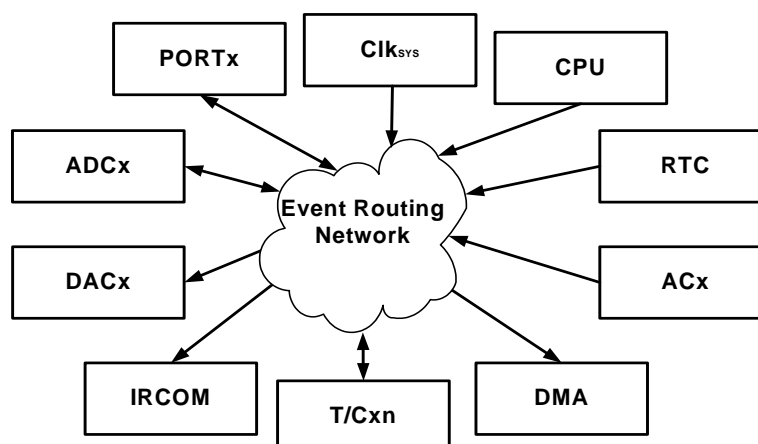 PORTx
Clksys
CPU
ADCx
RTC
Event Routing
Network
DACx
ACx
IRCOM
T/Cxn
DMA